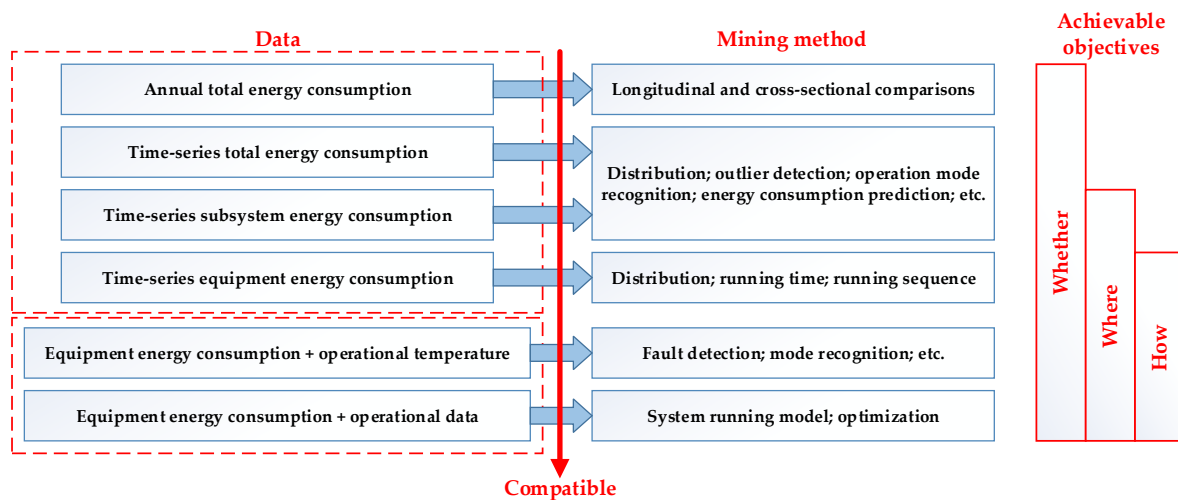 Data
Mining method
Achievable
objectives
Annual total energy consumption
Longitudinal and cross-sectional comparisons
Time-series total energy consumption
Distribution; outlier detection; operation mode
recognition; energy consumption prediction; etc.
Time-series subsystem energy consumption
Time-series equipment energy consumption
Distribution; running time; running sequence
Equipment energy consumption + operational temperature
Fault detection; mode recognition; etc.
Equipment energy consumption + operational data
System running model; optimization
Whether
Where
How
Compatible